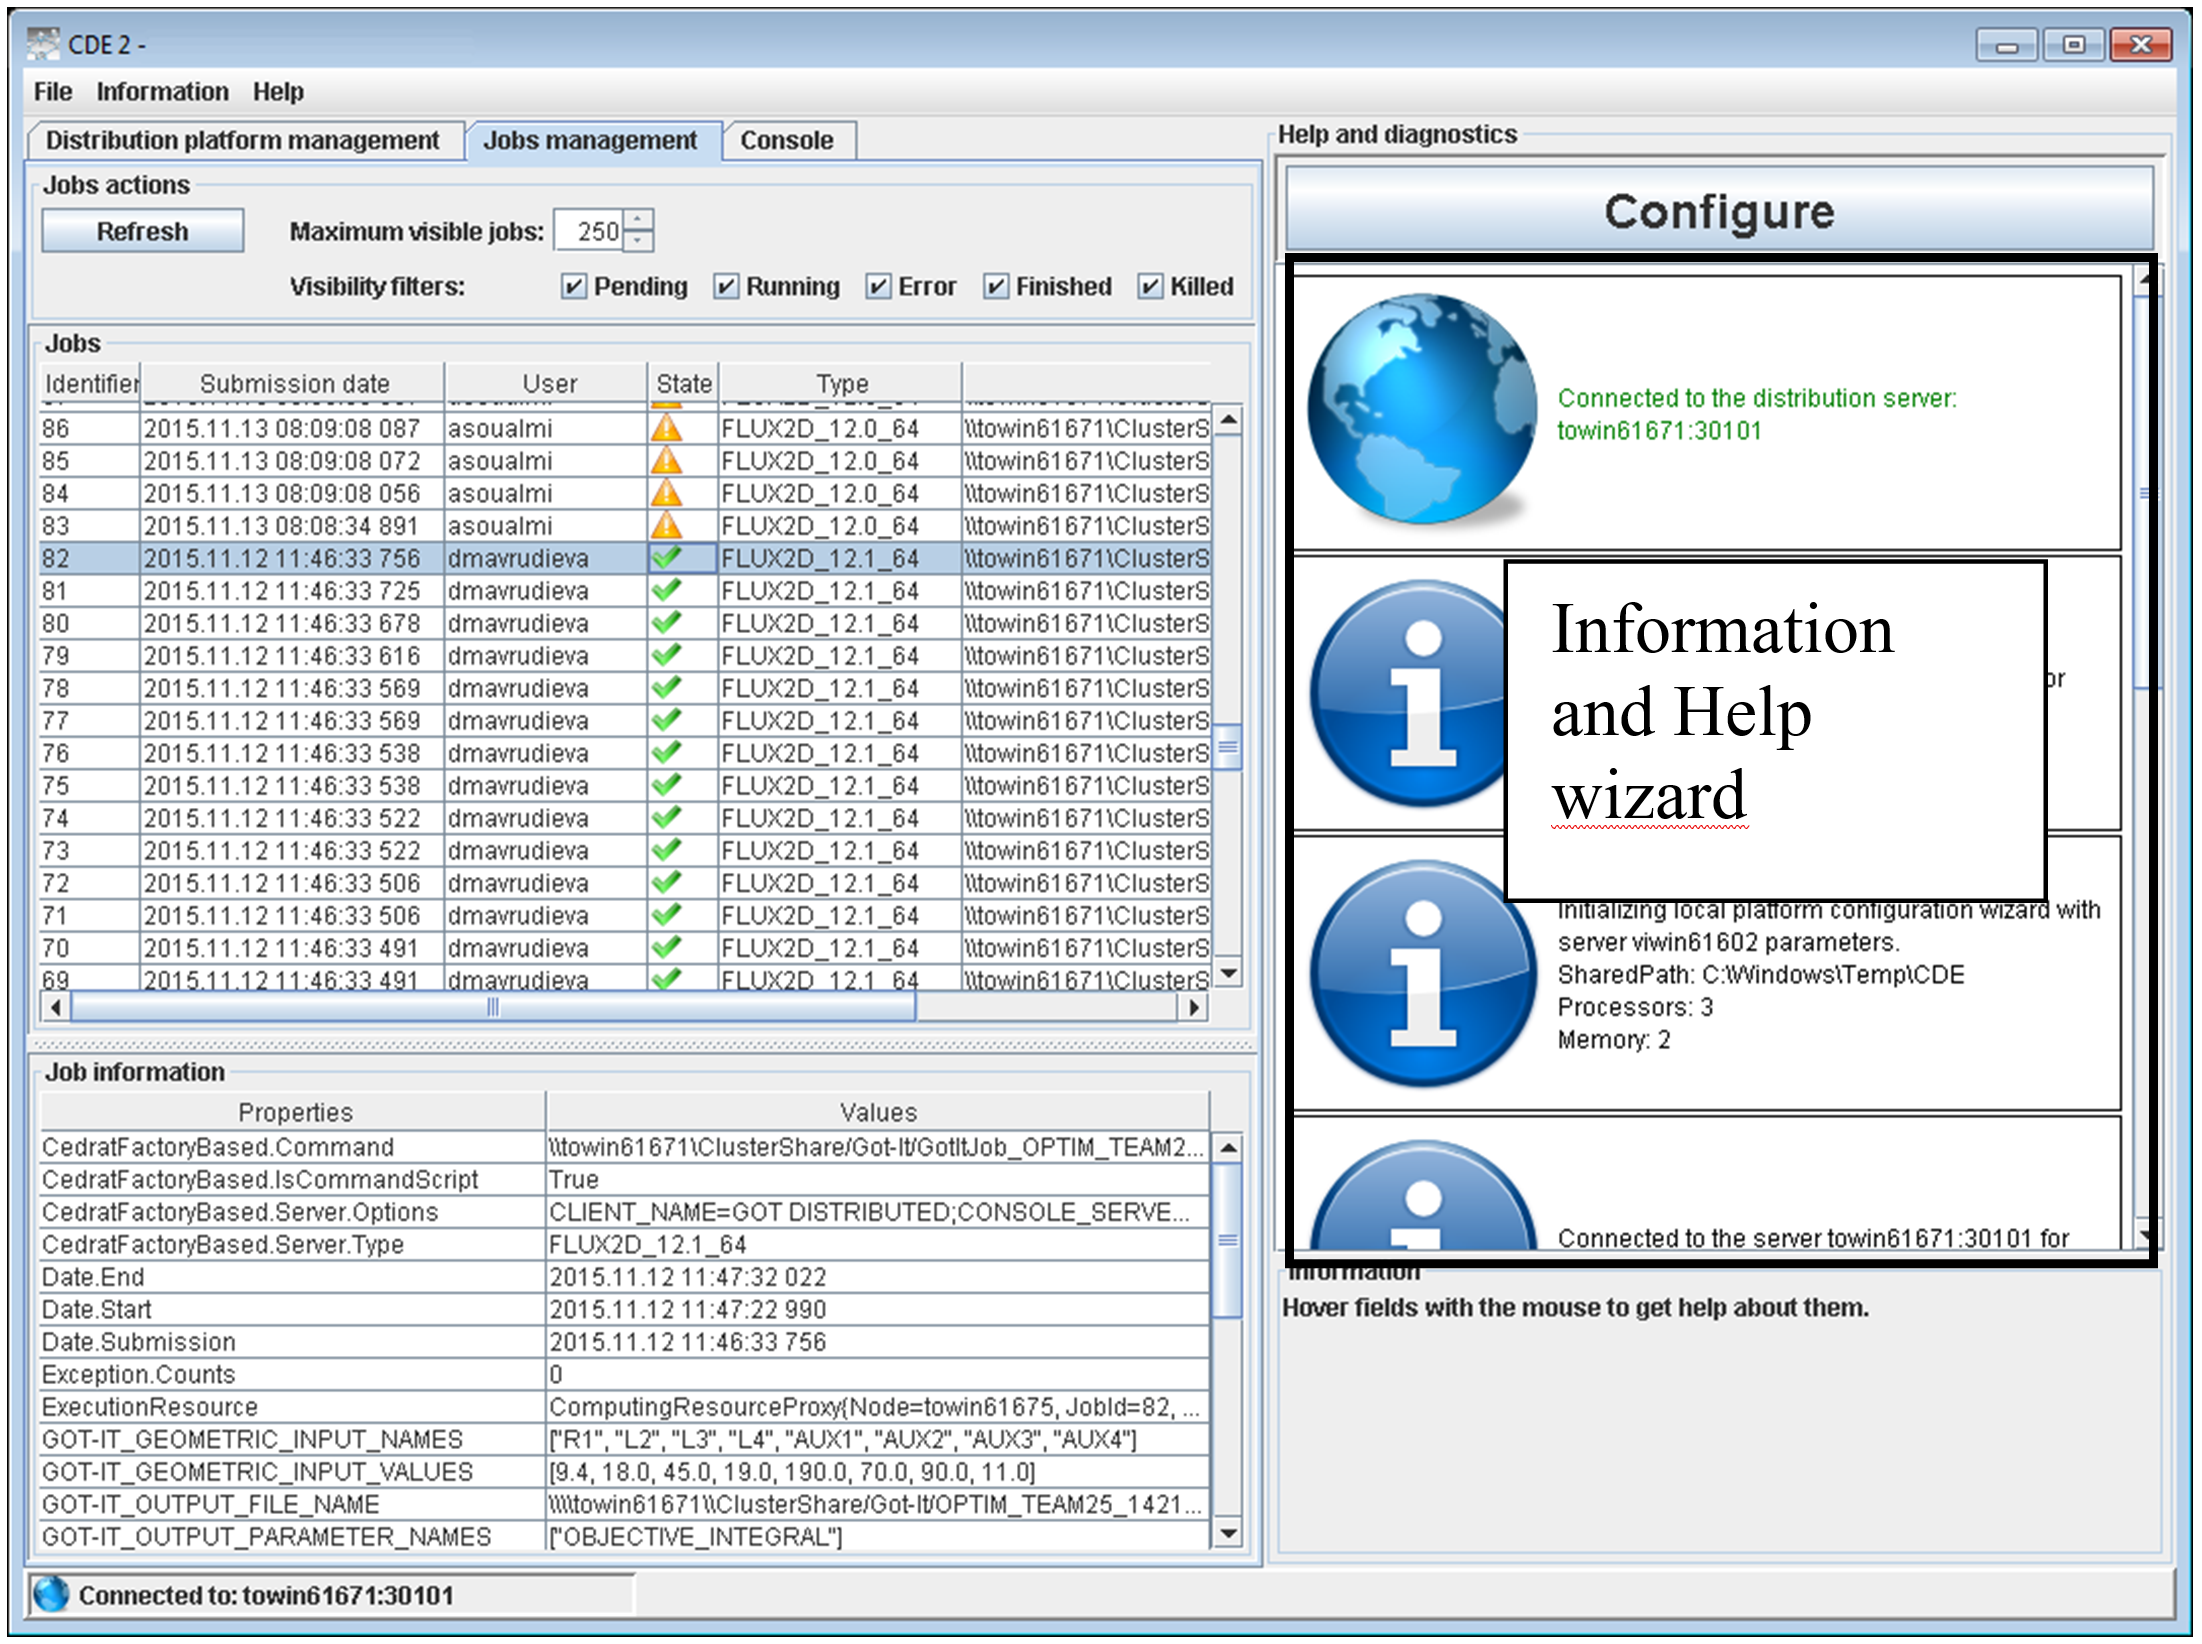 CDE 2 -
File Information Help
Distribution platform management Jobs management Console
Jobs actions
Refresh Maximum visible jobs: 250
Visibility filters: Pending Running Error Finished Killed
Jobs
Identifier Submission date User State Type
86 2015.11.13 08:09:08 087 asoualmi FLUX2D_12.0_64 \\towin61671\ClusterS
85 2015.11.13 08:09:08 072 asoualmi FLUX2D_12.0_64 \\towin61671\ClusterS
84 2015.11.13 08:09:08 056 asoualmi FLUX2D_12.0_64 \\towin61671\ClusterS
83 2015.11.13 08:08:34 891 asoualmi FLUX2D_12.0_64 \\towin61671\ClusterS
82 2015.11.12 11:46:33 756 dmavrudieva FLUX2D_12.1_64 \\towin61671\ClusterS
81 2015.11.12 11:46:33 725 dmavrudieva FLUX2D_12.1_64 \\towin61671\ClusterS
80 2015.11.12 11:46:33 678 dmavrudieva FLUX2D_12.1_64 \\towin61671\ClusterS
79 2015.11.12 11:46:33 616 dmavrudieva FLUX2D_12.1_64 \\towin61671\ClusterS
78 2015.11.12 11:46:33 569 dmavrudieva FLUX2D_12.1_64 \\towin61671\ClusterS
77 2015.11.12 11:46:33 569 dmavrudieva FLUX2D_12.1_64 \\towin61671\ClusterS
76 2015.11.12 11:46:33 538 dmavrudieva FLUX2D_12.1_64 \\towin61671\ClusterS
75 2015.11.12 11:46:33 538 dmavrudieva FLUX2D_12.1_64 \\towin61671\ClusterS
74 2015.11.12 11:46:33 522 dmavrudieva FLUX2D_12.1_64 \\towin61671\ClusterS
73 2015.11.12 11:46:33 522 dmavrudieva FLUX2D_12.1_64 \\towin61671\ClusterS
72 2015.11.12 11:46:33 506 dmavrudieva FLUX2D_12.1_64 \\towin61671\ClusterS
71 2015.11.12 11:46:33 506 dmavrudieva FLUX2D_12.1_64 \\towin61671\ClusterS
70 2015.11.12 11:46:33 491 dmavrudieva FLUX2D_12.1_64 \\towin61671\ClusterS
69 2015.11.12 11:46:33 491 dmavrudieva FLUX2D_12.1_64 \\towin61671\ClusterS
Job information
Properties Values
CedratFactoryBased.Command \\towin61671\ClusterShare/Got-It/GotItJob_OPTIM_TEAM2...
CedratFactoryBased.IsCommandScript True
CedratFactoryBased.Server.Options CLIENT_NAME=GOT DISTRIBUTED;CONSOLE_SERVE...
CedratFactoryBased.Server.Type FLUX2D_12.1_64
Date.End 2015.11.12 11:47:32 022
Date.Start 2015.11.12 11:47:22 990
Date.Submission 2015.11.12 11:46:33 756
Exception.Counts 0
ExecutionResource ComputingResourceProxy{Node=towin61675, JobId=82, ...
GOT-IT_GEOMETRIC_INPUT_NAMES ["R1", "L2", "L3", "L4", "AUX1", "AUX2", "AUX3", "AUX4"]
GOT-IT_GEOMETRIC_INPUT_VALUES [9.4, 18.0, 45.0, 19.0, 190.0, 70.0, 90.0, 11.0]
GOT-IT_OUTPUT_FILE_NAME \\\\towin61671\\ClusterShare/Got-It/OPTIM_TEAM25_1421...
GOT-IT_OUTPUT_PARAMETER_NAMES ["OBJECTIVE_INTEGRAL"]
Connected to: towin61671:30101
Help and diagnostics
Configure
Connected to the distribution server:
towin61671:30101
or
Information
and Help
wizard
Initializing local platform configuration wizard with
server viwin61602 parameters.
SharedPath: C:\Windows\Temp\CDE
Processors: 3
Memory: 2
Connected to the server towin61671:30101 for
Information
Hover fields with the mouse to get help about them.